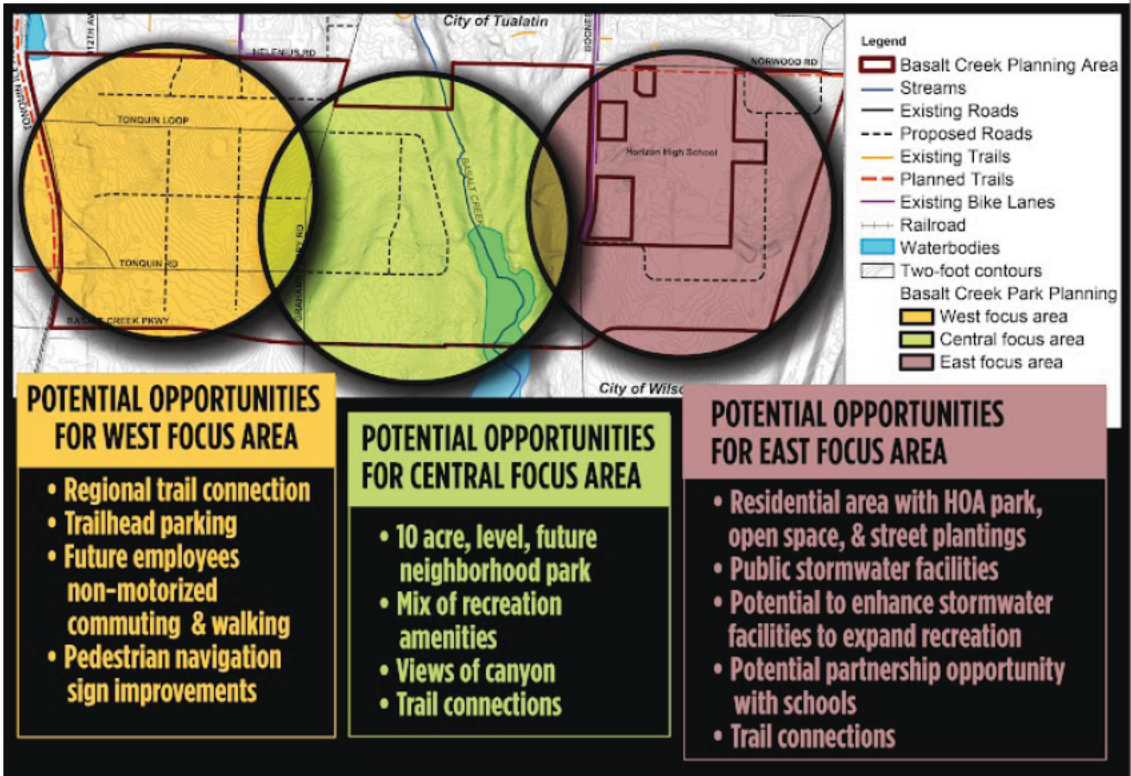 City of Tualatin
112TH AV
HELENIUS RD
BOONES
NORWOOD RD
TONQUIN LOOP
Horizon High School
BASALT CREEK
TONQUIN RD
BASALT CREEK PKWY
City of Wilso
Legend
Basalt Creek Planning Area
Streams
Existing Roads
Proposed Roads
Existing Trails
Planned Trails
Existing Bike Lanes
Railroad
Waterbodies
Two-foot contours
Basalt Creek Park Planning
West focus area
Central focus area
East focus area
POTENTIAL OPPORTUNITIES
FOR WEST FOCUS AREA
• Regional trail connection
• Trailhead parking
• Future employees
non-motorized
commuting & walking
• Pedestrian navigation
sign improvements
POTENTIAL OPPORTUNITIES
FOR CENTRAL FOCUS AREA
• 10 acre, level, future
neighborhood park
• Mix of recreation
amenities
• Views of canyon
• Trail connections
POTENTIAL OPPORTUNITIES
FOR EAST FOCUS AREA
• Residential area with HOA park,
open space, & street plantings
• Public stormwater facilities
• Potential to enhance stormwater
facilities to expand recreation
• Potential partnership opportunity
with schools
• Trail connections